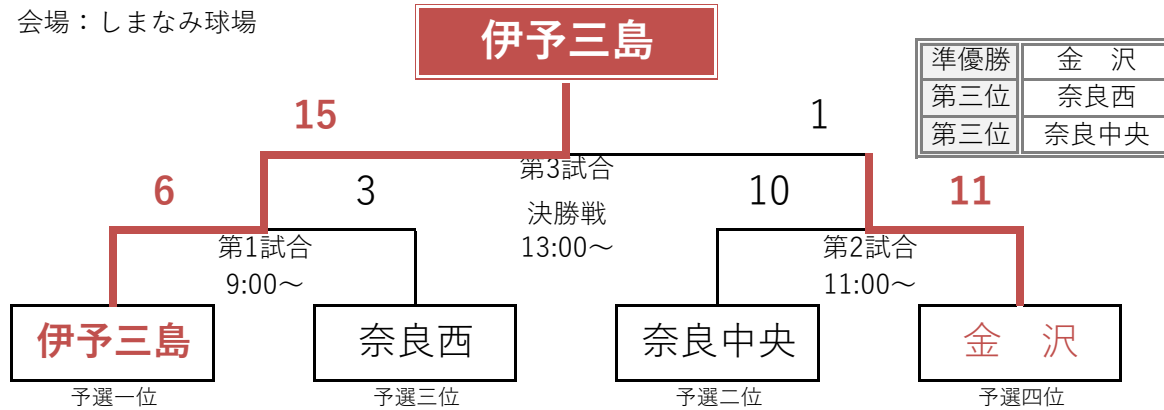 会場：しまなみ球場
伊予三島
準優勝 金　沢
第三位 奈良西
第三位 奈良中央
15 1
第3試合
決勝戦
13:00～
6 3 10 11
第1試合 第2試合
9:00～ 11:00～
伊予三島 奈良西 奈良中央 金　沢
予選一位 予選三位 予選二位 予選四位